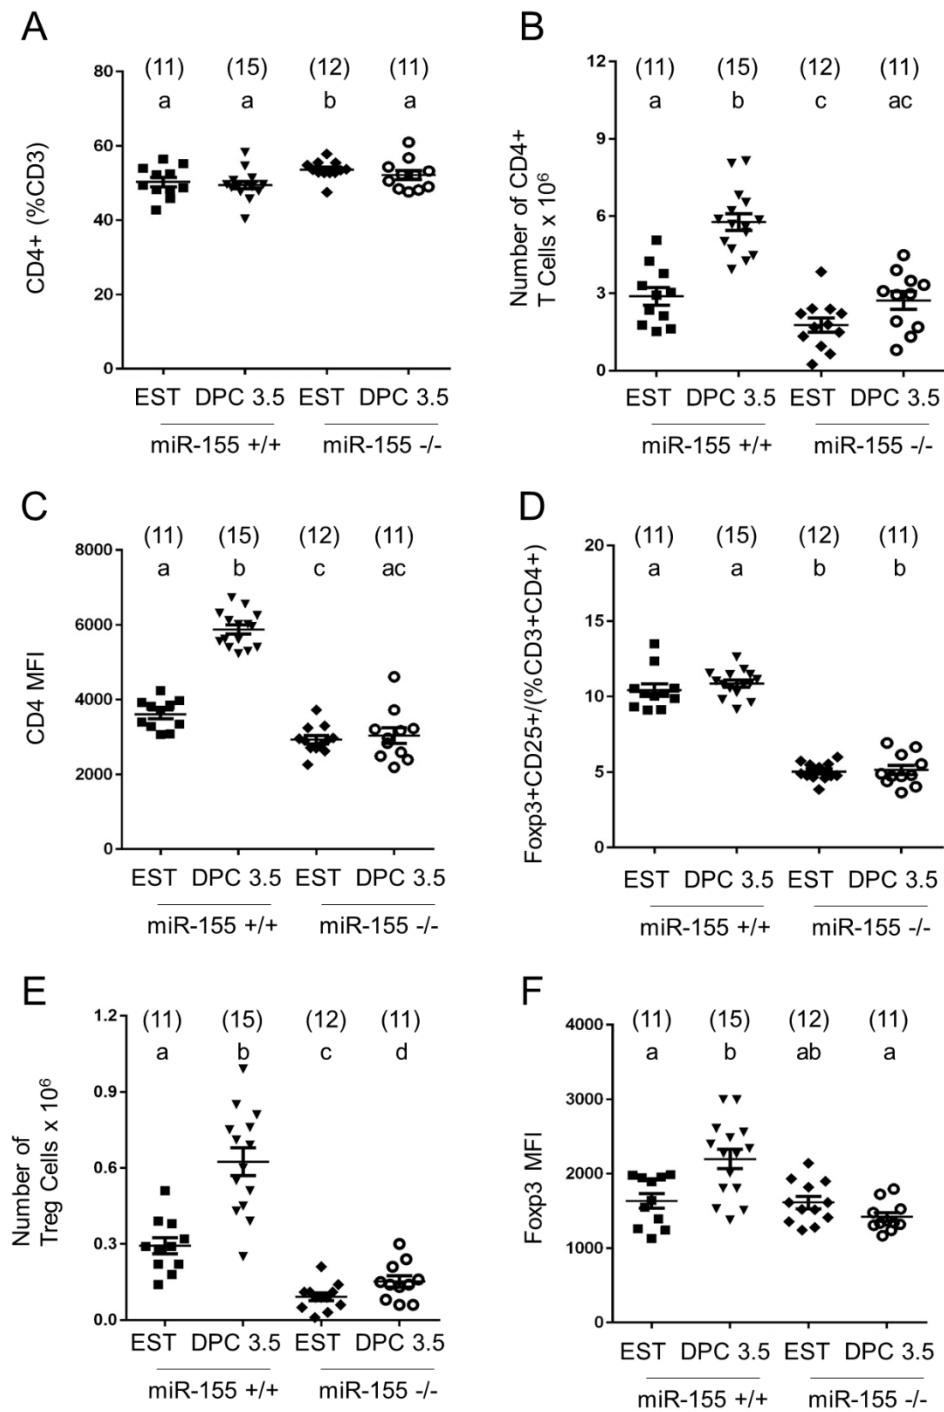 A
(11) (15) (12) (11)
a a b a
80
60
40
20
0
CD4+ (%CD3)
EST DPC 3.5 EST DPC 3.5
miR-155 +/+ miR-155 -/-
B
(11) (15) (12) (11)
a b c ac
12
9
6
3
0
Number of CD4+
T Cells x 10⁶
EST DPC 3.5 EST DPC 3.5
miR-155 +/+ miR-155 -/-
C
(11) (15) (12) (11)
a b c ac
8000
6000
4000
2000
0
CD4 MFI
EST DPC 3.5 EST DPC 3.5
miR-155 +/+ miR-155 -/-
D
(11) (15) (12) (11)
a a b b
20
15
10
5
0
Foxp3+CD25+/(%CD3+CD4+)
EST DPC 3.5 EST DPC 3.5
miR-155 +/+ miR-155 -/-
E
(11) (15) (12) (11)
a b c d
1.2
0.9
0.6
0.3
0.0
Number of
Treg Cells x 10⁶
EST DPC 3.5 EST DPC 3.5
miR-155 +/+ miR-155 -/-
F
(11) (15) (12) (11)
a b ab a
4000
3000
2000
1000
0
Foxp3 MFI
EST DPC 3.5 EST DPC 3.5
miR-155 +/+ miR-155 -/-